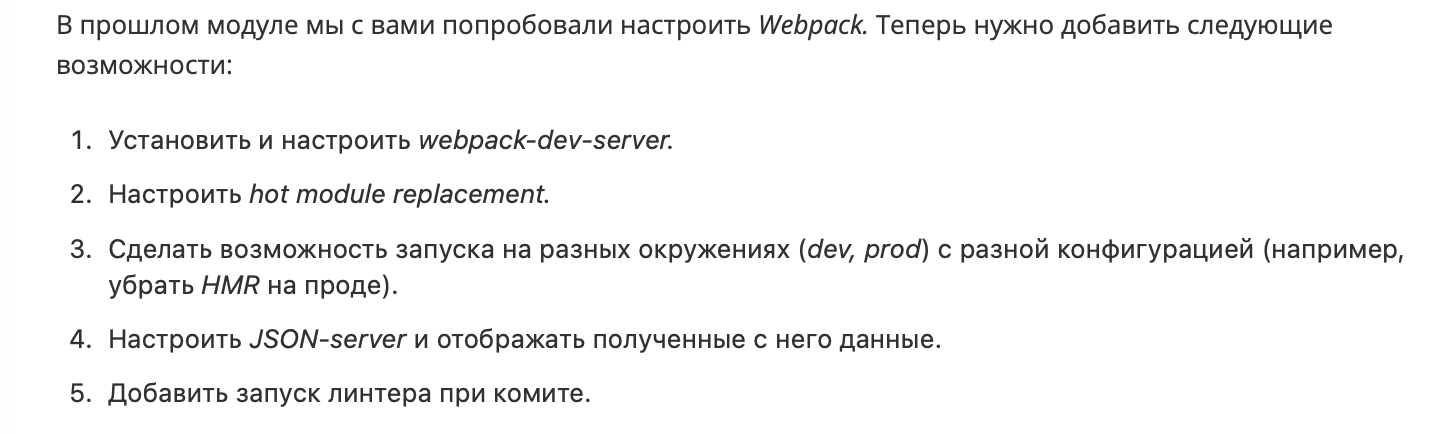 В прошлом модуле мы с вами попробовали настроить Webpack. Теперь нужно добавить следующие
возможности:
1. Установить и настроить webpack-dev-server.
2. Настроить hot module replacement.
3. Сделать возможность запуска на разных окружениях (dev, prod) с разной конфигурацией (например,
убрать HMR на проде).
4. Настроить JSON-server и отображать полученные с него данные.
5. Добавить запуск линтера при комите.